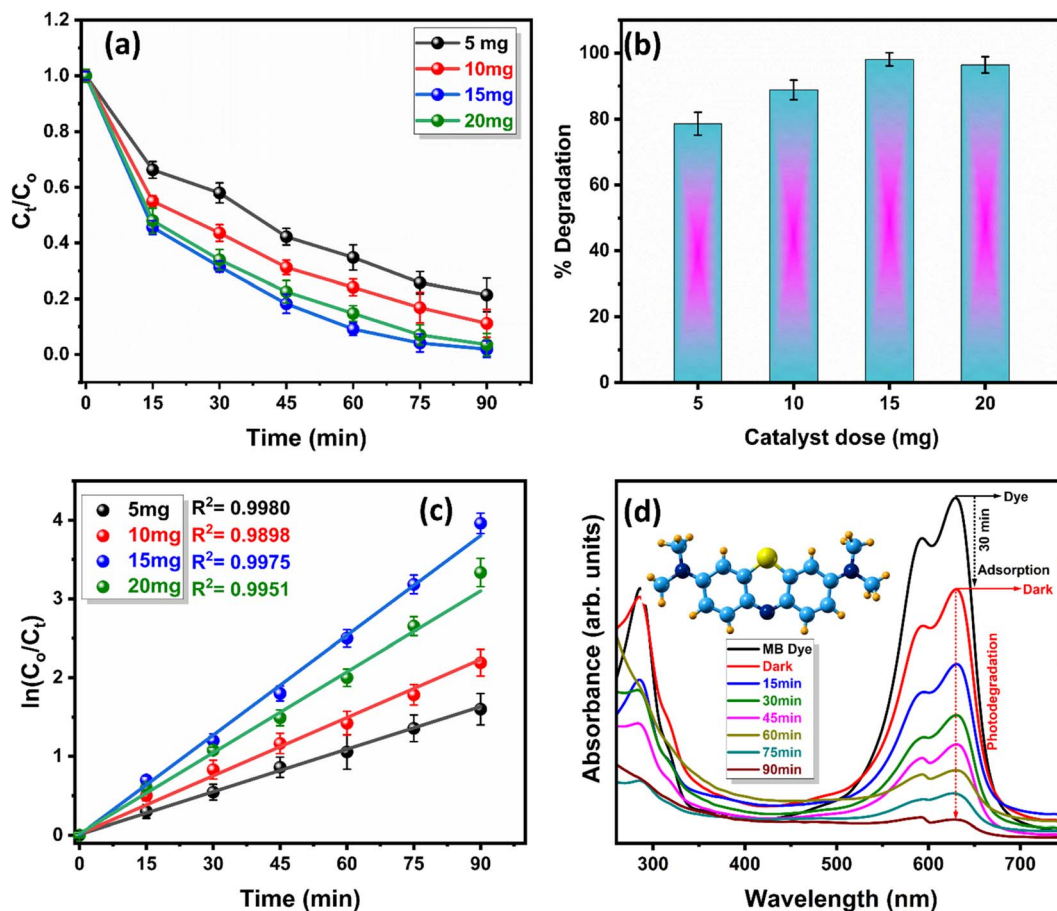 (a)
5 mg
10mg
15mg
20mg
1.2
1.0
0.8
0.6
0.4
0.2
0.0
Cₜ/Cₒ
0 15 30 45 60 75 90
Time (min)
(b)
100
80
60
40
20
0
% Degradation
5 10 15 20
Catalyst dose (mg)
(c)
5mg R²= 0.9980
10mg R²= 0.9898
15mg R²= 0.9975
20mg R²= 0.9951
4
3
2
1
0
ln(Cₒ/Cₜ)
0 15 30 45 60 75 90
Time (min)
(d)
Dye
30 min
Adsorption
Dark
Photodegradation
MB Dye
Dark
15min
30min
45min
60min
75min
90min
Absorbance (arb. units)
300 400 500 600 700
Wavelength (nm)